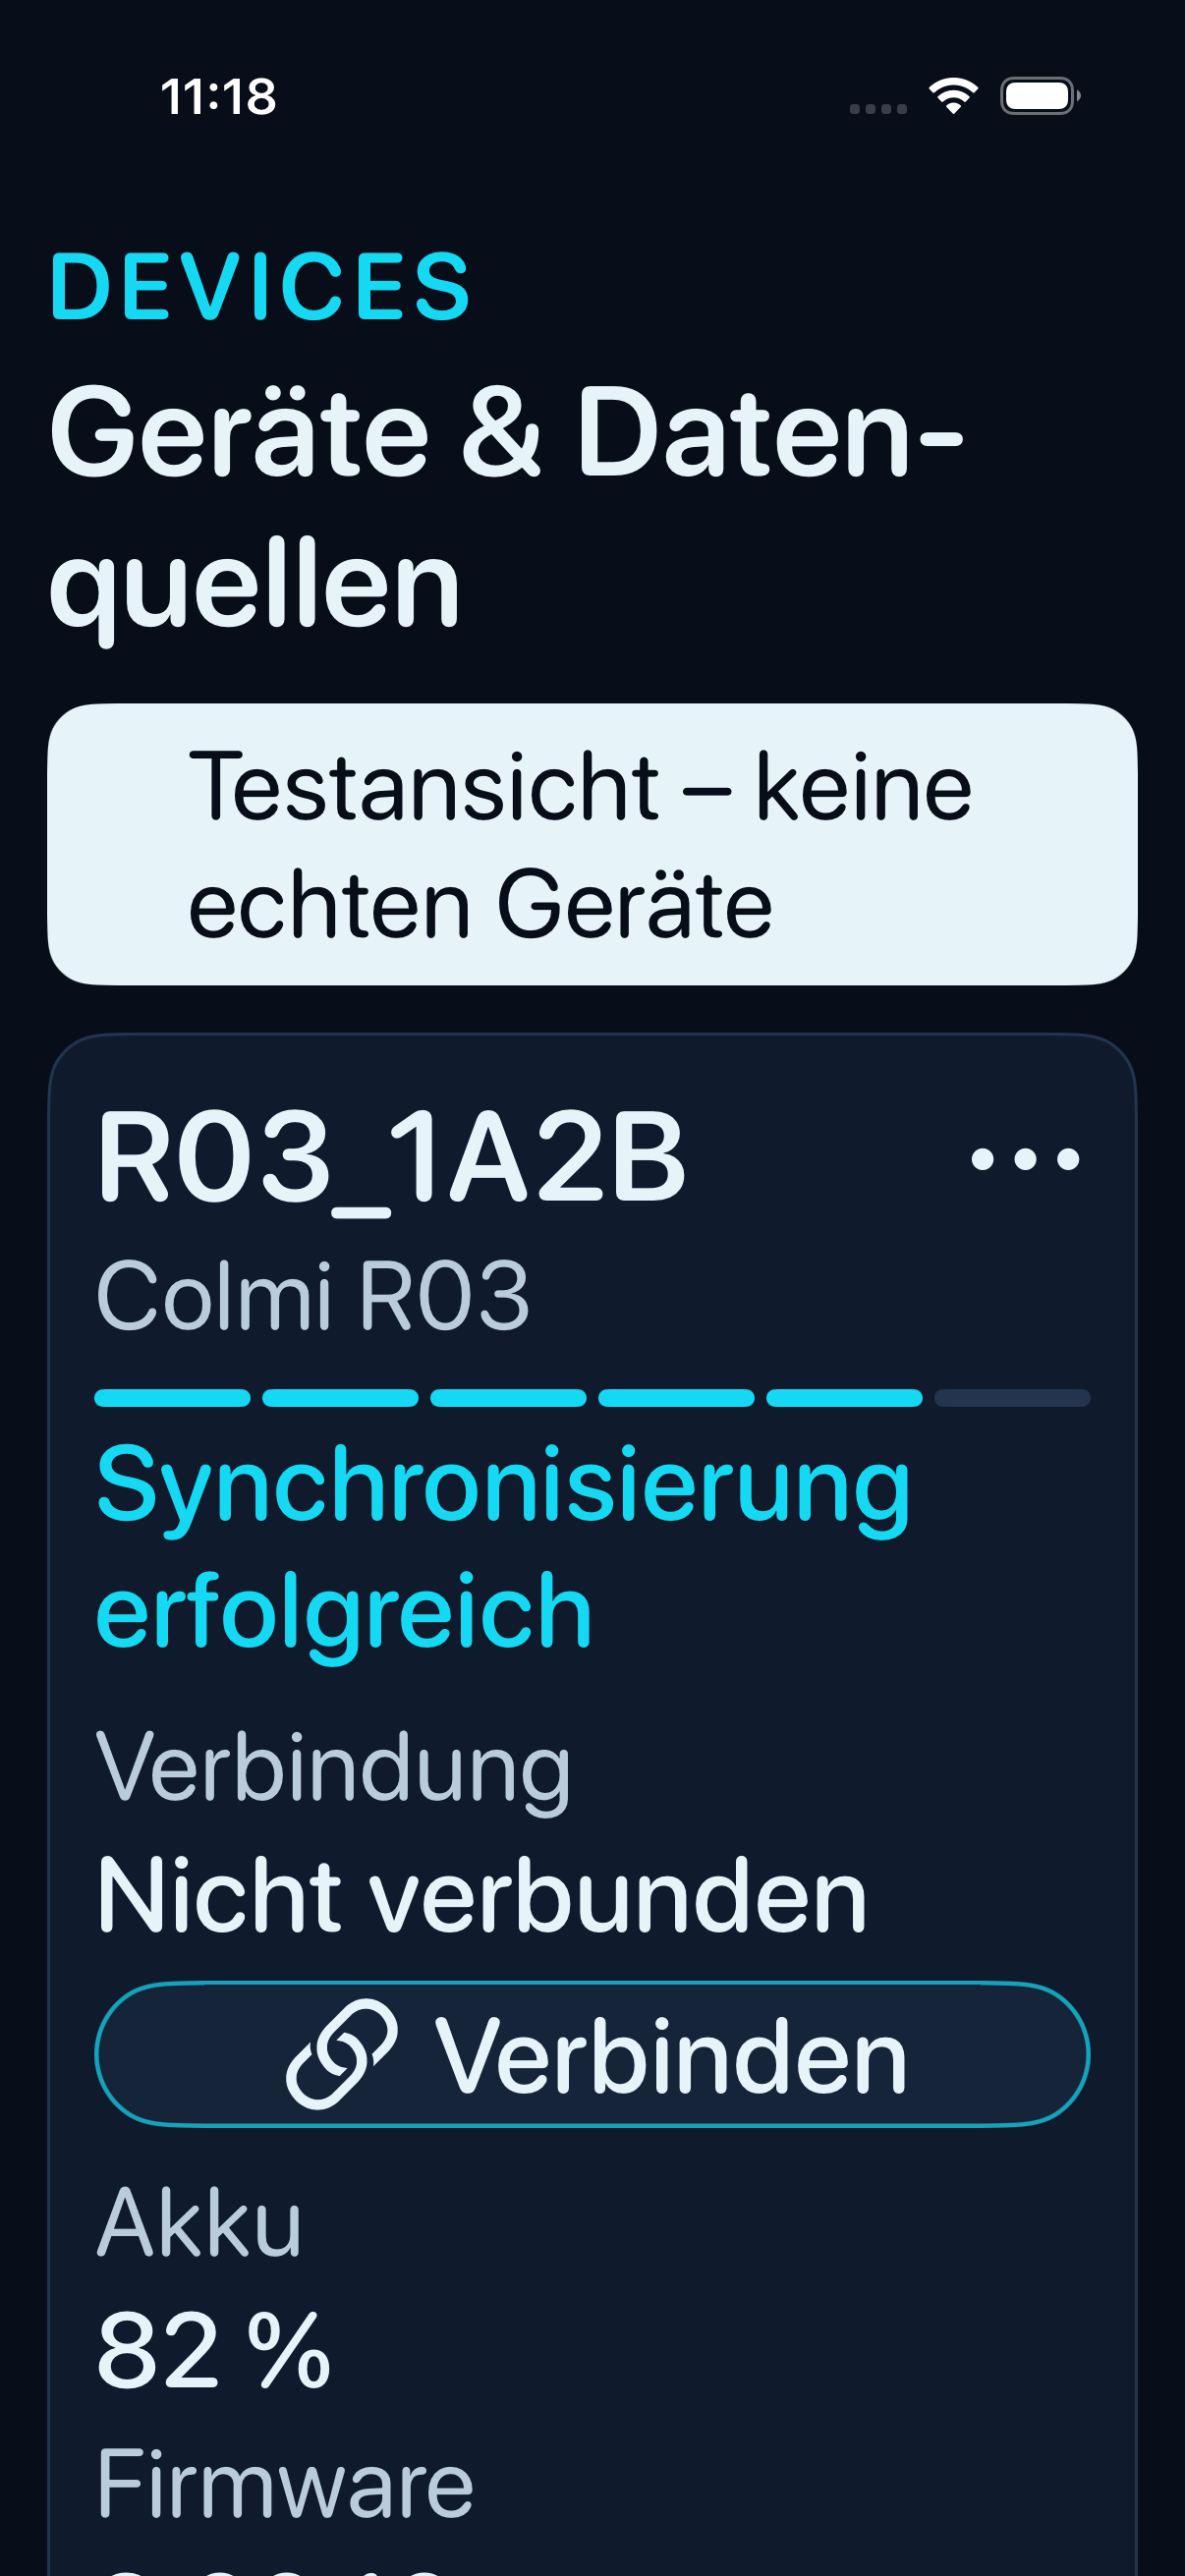 11:18
DEVICES
Geräte & Daten-
quellen
Testansicht – keine
echten Geräte
R03_1A2B
Colmi R03
Synchronisierung
erfolgreich
Verbindung
Nicht verbunden
Verbinden
Akku
82 %
Firmware